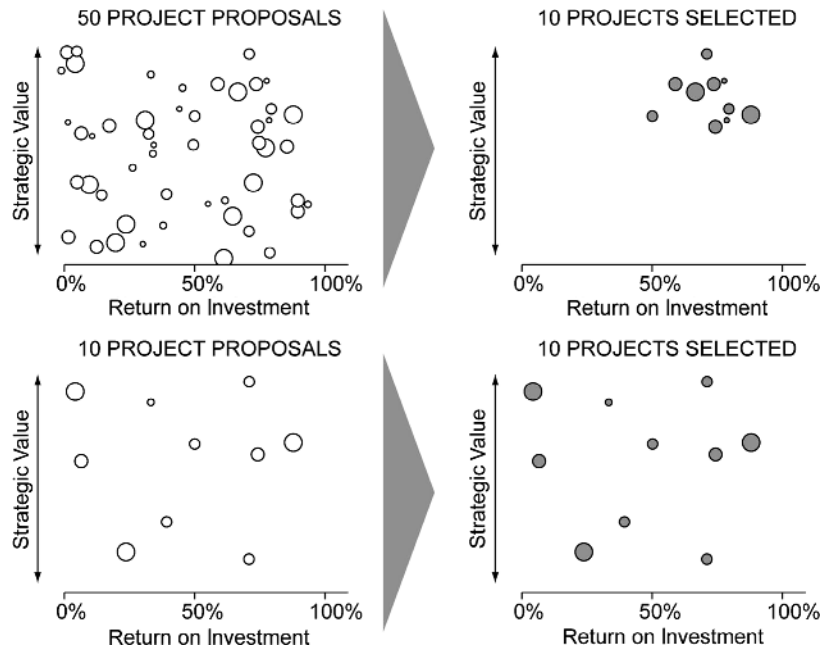 50 PROJECT PROPOSALS
10 PROJECTS SELECTED
Strategic Value
Strategic Value
0% 50% 100%
0% 50% 100%
Return on Investment
Return on Investment
10 PROJECT PROPOSALS
10 PROJECTS SELECTED
Strategic Value
Strategic Value
0% 50% 100%
0% 50% 100%
Return on Investment
Return on Investment